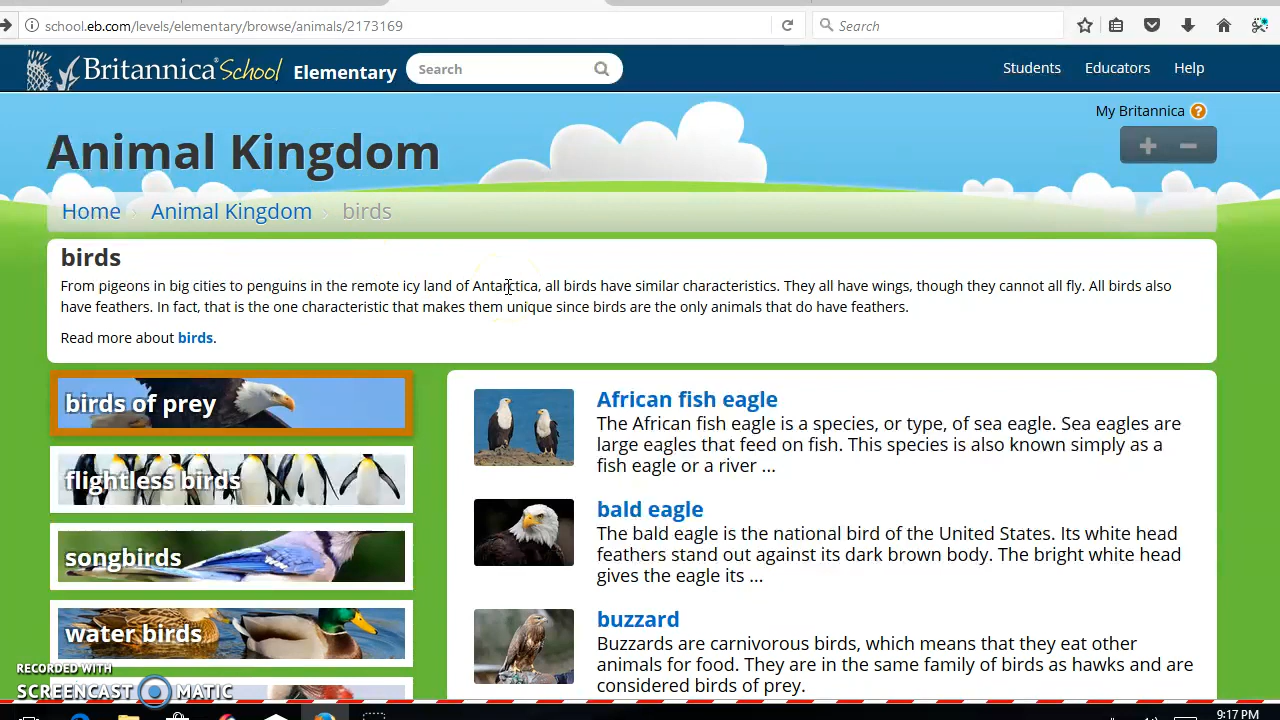 school.eb.com/levels/elementary/browse/animals/2173169
Search
Britannica School Elementary
Search
Students
Educators
Help
My Britannica ?
Animal Kingdom
+ −
Home › Animal Kingdom › birds
birds
From pigeons in big cities to penguins in the remote icy land of Antarctica, all birds have similar characteristics. They all have wings, though they cannot all fly. All birds also
have feathers. In fact, that is the one characteristic that makes them unique since birds are the only animals that do have feathers.
Read more about birds.
birds of prey
flightless birds
songbirds
water birds
African fish eagle
The African fish eagle is a species, or type, of sea eagle. Sea eagles are
large eagles that feed on fish. This species is also known simply as a
fish eagle or a river ...
bald eagle
The bald eagle is the national bird of the United States. Its white head
feathers stand out against its dark brown body. The bright white head
gives the eagle its ...
buzzard
Buzzards are carnivorous birds, which means that they eat other
animals for food. They are in the same family of birds as hawks and are
considered birds of prey.
RECORDED WITH
SCREENCAST MATIC
9:17 PM